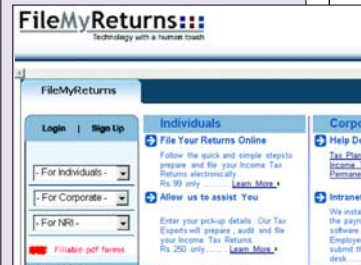 FileMyReturns:::
Technology with a human touch
FileMyReturns
Login | Sign Up
- For Individuals -
- For Corporate -
- For NRI -
Fillable pdf forms
Individuals
File Your Returns Online
Follow the quick and simple stepsto
prepare and file your Income Tax
Returns electronically
Rs.99 only ......... Learn More
Allow us to assist You
Enter your pick-up details . Our Tax
Experts will prepare , audit and file
your Income Tax Returns.
Rs.250 only ........ Learn More
Corpo
Help De
Tax Plan
Income
Permane
Intranet
We insta
the payro
software
Employe
submit th
desk